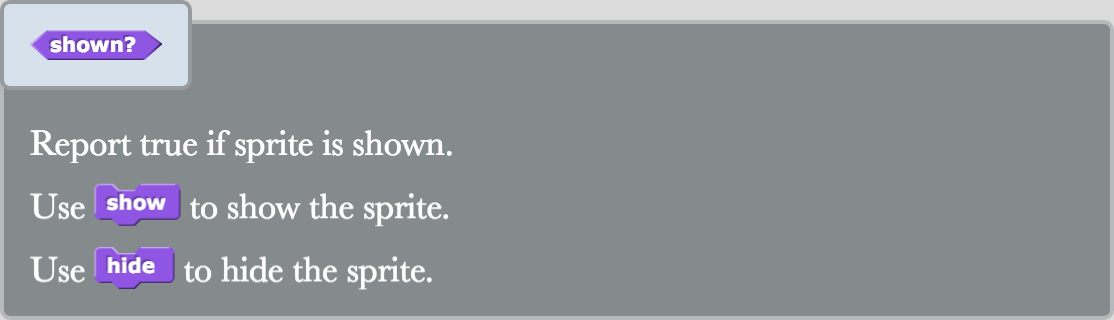 shown?
Report true if sprite is shown.
Use show to show the sprite.
Use hide to hide the sprite.